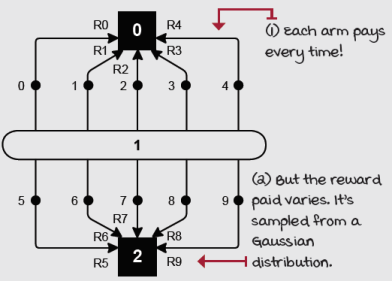 R0
0
R4
R1
R3
R2
(1) Each arm pays
every time!
0
1
2
3
4
1
5
6
7
8
9
(2) But the reward
paid varies. It's
sampled from a
Gaussian
distribution.
R7
R6
R8
2
R5
R9